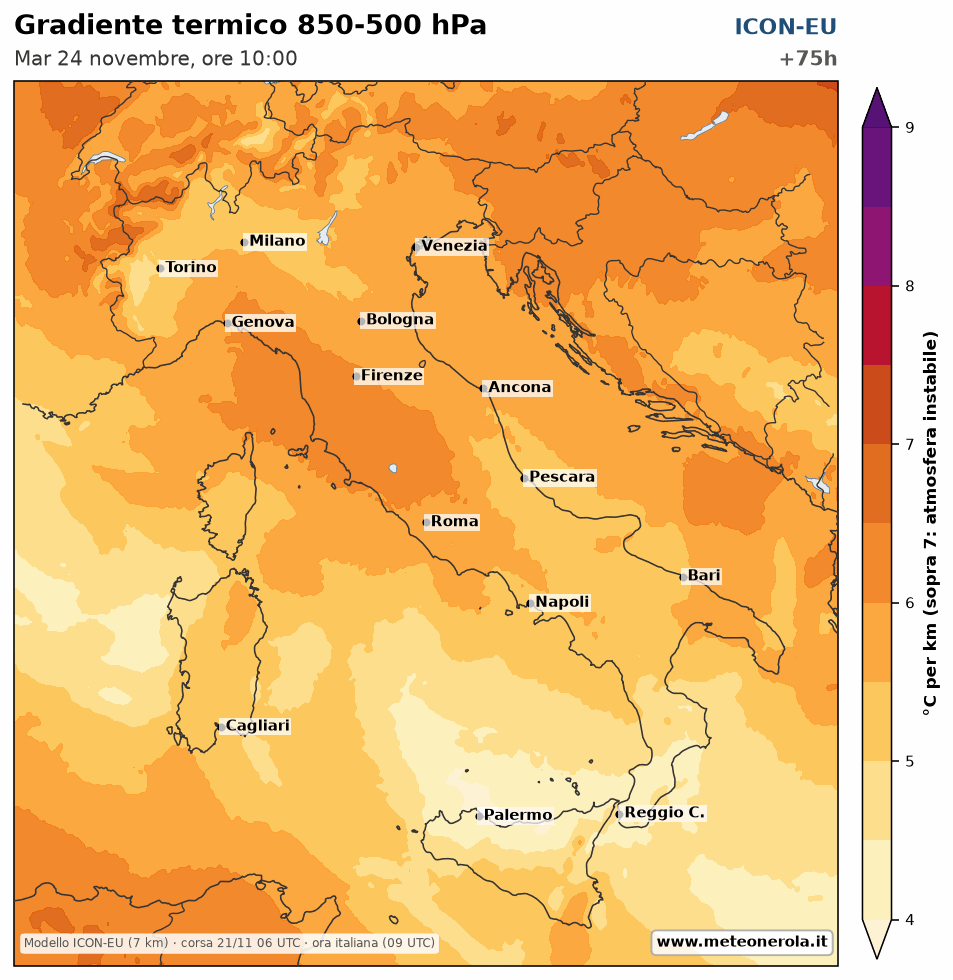 Gradiente termico 850-500 hPa
ICON-EU
Mar 24 novembre, ore 10:00
+75h
Milano
Venezia
Torino
Genova
Bologna
Firenze
Ancona
Pescara
Roma
Bari
Napoli
Cagliari
Palermo
Reggio C.
9
8
7
6
5
4
°C per km (sopra 7: atmosfera instabile)
Modello ICON-EU (7 km) · corsa 21/11 06 UTC · ora italiana (09 UTC)
www.meteonerola.it